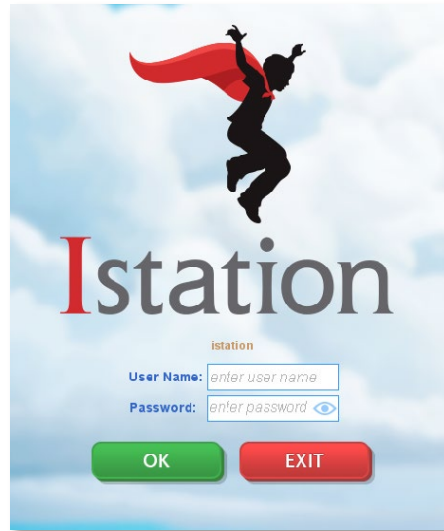 Istation
istation
User Name: enter user name
Password: enter password
OK EXIT